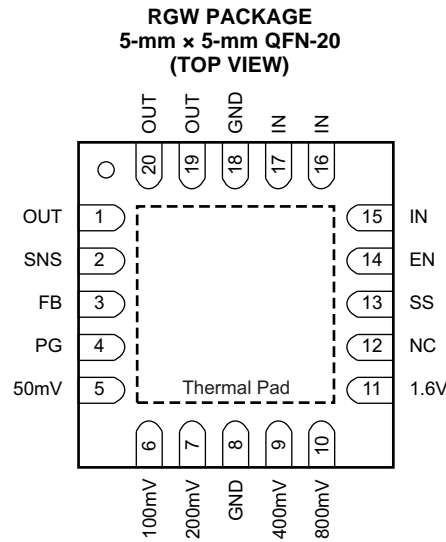 RGW PACKAGE
5-mm × 5-mm QFN-20
(TOP VIEW)
OUT
OUT
GND
IN
IN
20
19
18
17
16
OUT 1
15 IN
SNS 2
14 EN
FB 3
13 SS
PG 4
12 NC
50mV 5
11 1.6V
Thermal Pad
6
7
8
9
10
100mV
200mV
GND
400mV
800mV